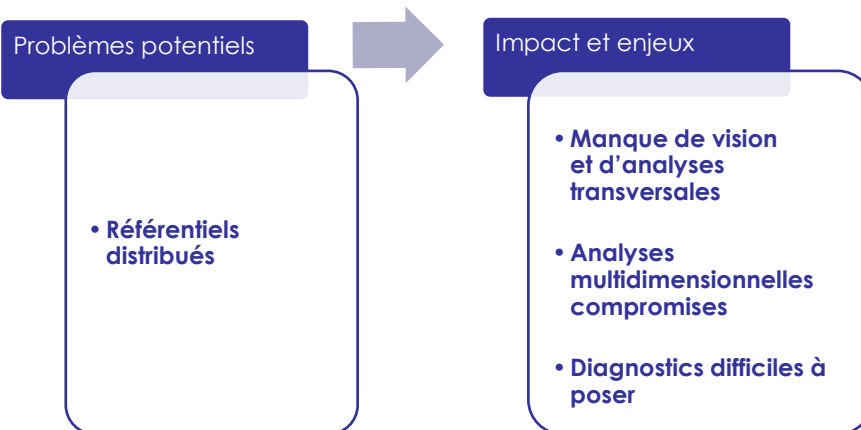 Problèmes potentiels
• Référentiels
distribués
Impact et enjeux
• Manque de vision
et d’analyses
transversales
• Analyses
multidimensionnelles
compromises
• Diagnostics difficiles à
poser